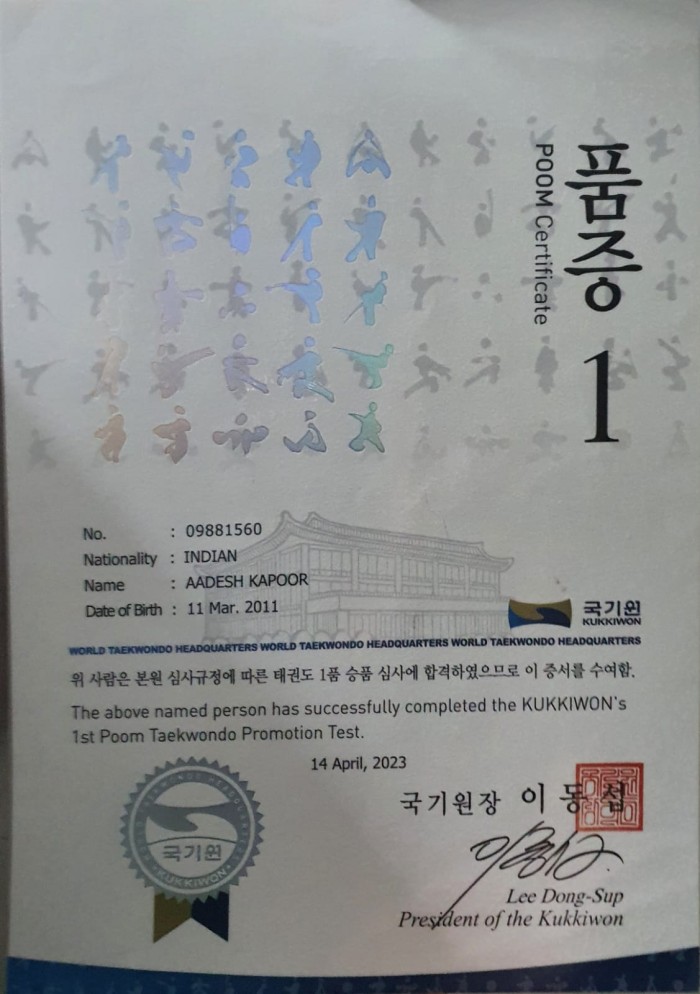 품증
POOM Certificate
1
No. : 09881560
Nationality : INDIAN
Name : AADESH KAPOOR
Date of Birth : 11 Mar. 2011
국기원
KUKKIWON
WORLD TAEKWONDO HEADQUARTERS WORLD TAEKWONDO HEADQUARTERS WORLD TAEKWONDO HEADQUARTERS
위 사람은 본원 심사규정에 따른 태권도 1품 승품 심사에 합격하였으므로 이 증서를 수여함.
The above named person has successfully completed the KUKKIWON's
1st Poom Taekwondo Promotion Test.
14 April, 2023
국기원장 이 동 섭
Lee Dong-Sup
President of the Kukkiwon
국기원
KUKKIWON